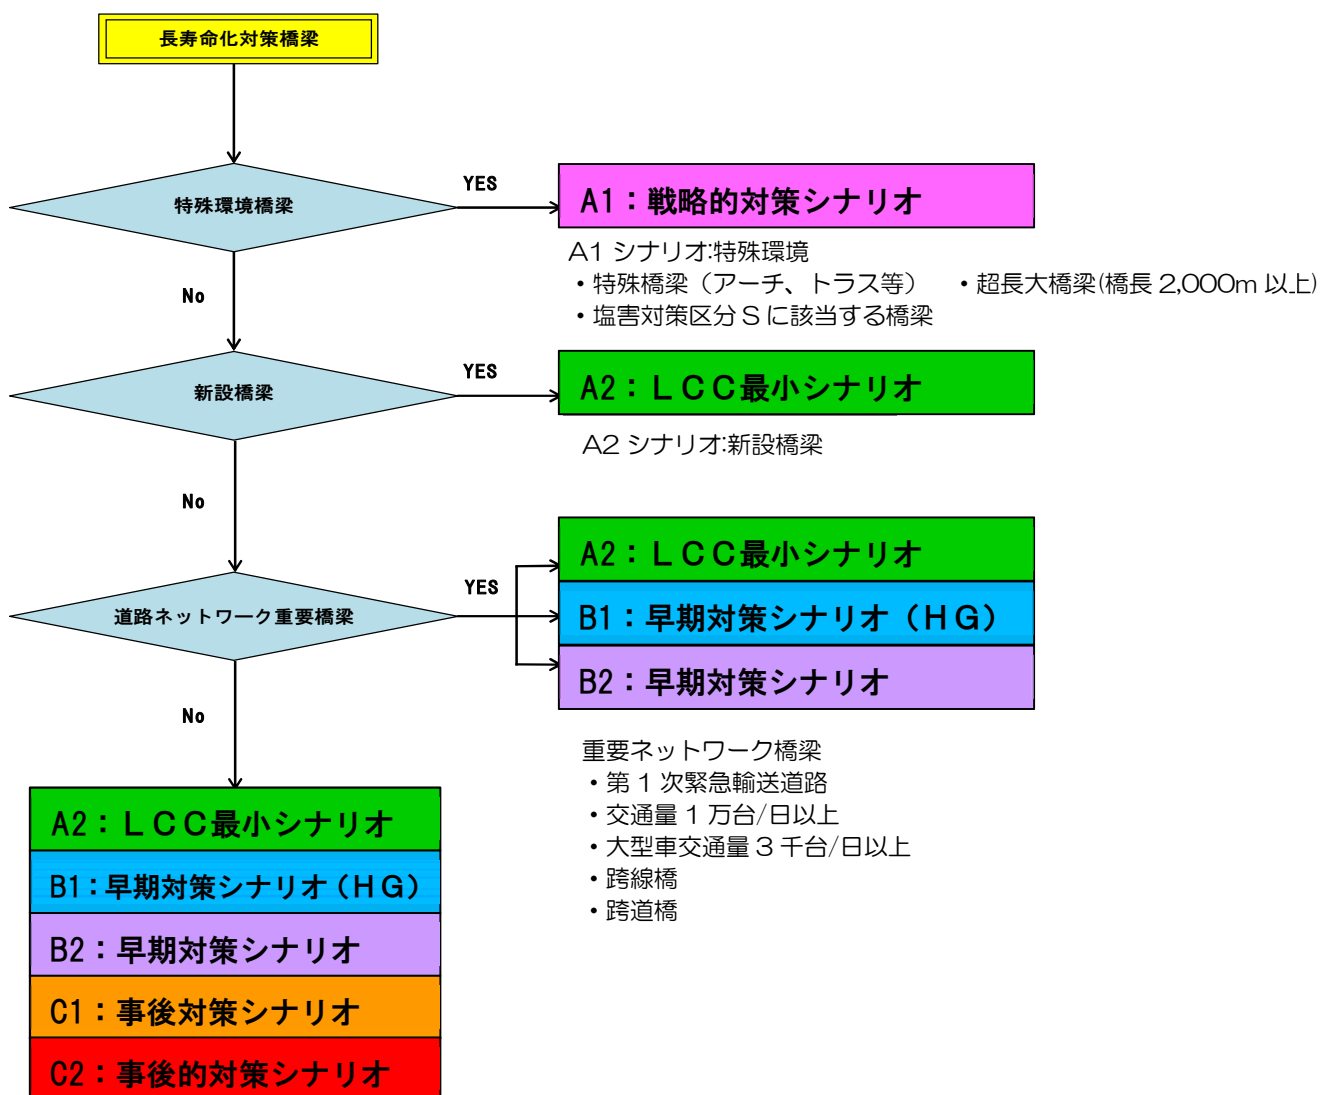 長寿命化対策橋梁
特殊環境橋梁
YES
A1：戦略的対策シナリオ
A1 シナリオ:特殊環境
・特殊橋梁（アーチ、トラス等）　・超長大橋梁(橋長 2,000m 以上)
・塩害対策区分 S に該当する橋梁
No
新設橋梁
YES
A2：ＬＣＣ最小シナリオ
A2 シナリオ:新設橋梁
No
道路ネットワーク重要橋梁
YES
A2：ＬＣＣ最小シナリオ
B1：早期対策シナリオ（ＨＧ）
B2：早期対策シナリオ
重要ネットワーク橋梁
・第 1 次緊急輸送道路
・交通量 1 万台/日以上
・大型車交通量 3 千台/日以上
・跨線橋
・跨道橋
No
A2：ＬＣＣ最小シナリオ
B1：早期対策シナリオ（ＨＧ）
B2：早期対策シナリオ
C1：事後対策シナリオ
C2：事後的対策シナリオ